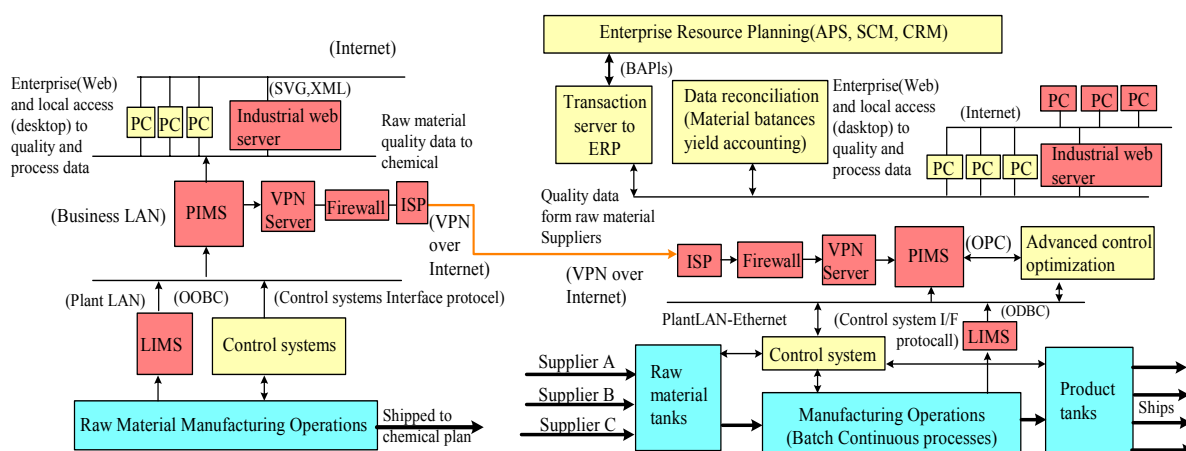 (Internet)
Enterprise(Web)
and local access
(desktop) to
quality and
process data
PC
PC
PC
(SVG,XML)
Industrial web
server
Raw material
quality data to
chemical
(Business LAN)
PIMS
VPN
Server
Firewall
ISP
(VPN
over
Internet)
(Plant LAN)
(OOBC)
(Control systems Interface protocel)
LIMS
Control systems
Raw Material Manufacturing Operations
Shipped to
chemical plan
Enterprise Resource Planning(APS, SCM, CRM)
(BAPls)
Transaction
server to
ERP
Data reconciliation
(Material batances
yield accounting)
Enterprise(Web)
and local access
(dasktop) to
quality and
process data
PC
PC
PC
(Internet)
PC
PC
PC
Industrial web
server
Quality data
form raw material
Suppliers
(VPN over
Internet)
ISP
Firewall
VPN
Server
PIMS
(OPC)
Advanced control
optimization
PlantLAN-Ethernet
(Control system I/F
protocall)
(ODBC)
LIMS
Control system
Supplier A
Supplier B
Supplier C
Raw
material
tanks
Manufacturing Operations
(Batch Continuous processes)
Product
tanks
Ships